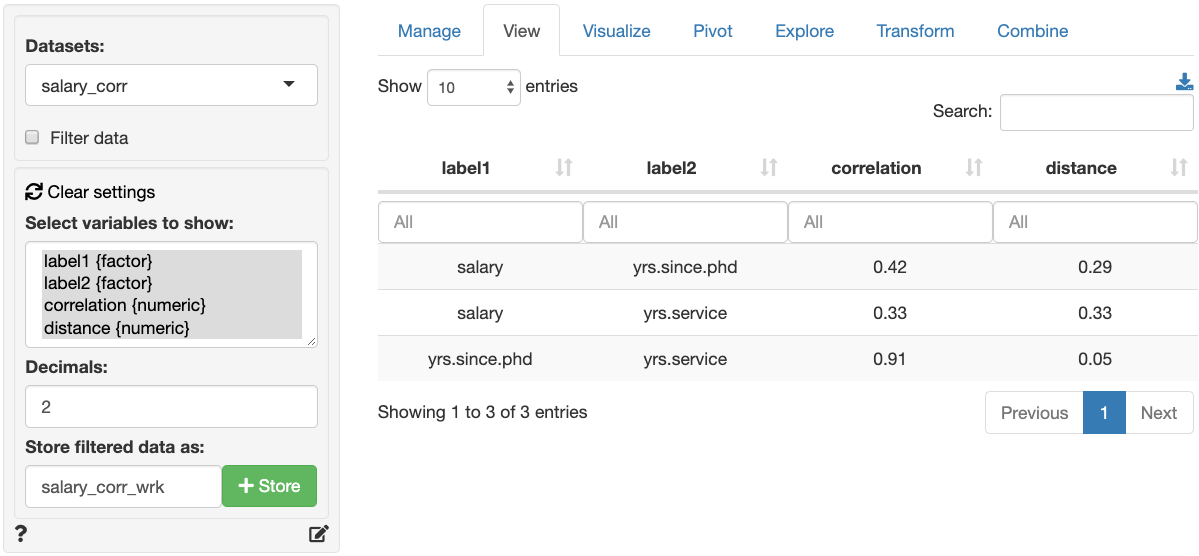 Datasets:
salary_corr
Filter data
Clear settings
Select variables to show:
label1 {factor}
label2 {factor}
correlation {numeric}
distance {numeric}
Decimals:
2
Store filtered data as:
salary_corr_wrk
Store
?
Manage View Visualize Pivot Explore Transform Combine
Show 10 entries
Search:
label1 label2 correlation distance
All All All All
salary yrs.since.phd 0.42 0.29
salary yrs.service 0.33 0.33
yrs.since.phd yrs.service 0.91 0.05
Showing 1 to 3 of 3 entries
Previous 1 Next